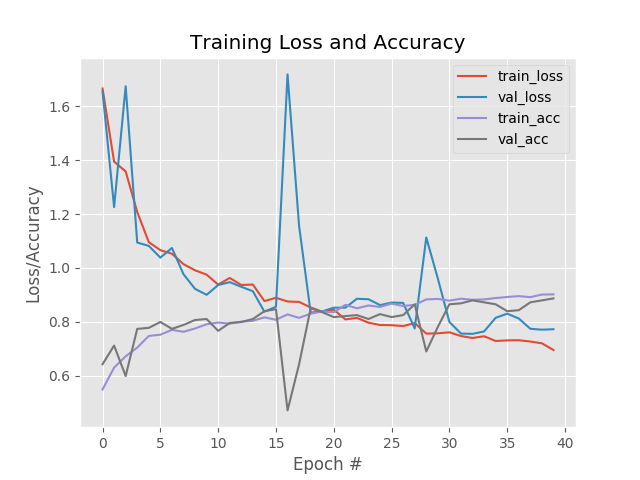 Training Loss and Accuracy
train_loss
val_loss
train_acc
val_acc
Loss/Accuracy
1.6
1.4
1.2
1.0
0.8
0.6
0 5 10 15 20 25 30 35 40
Epoch #